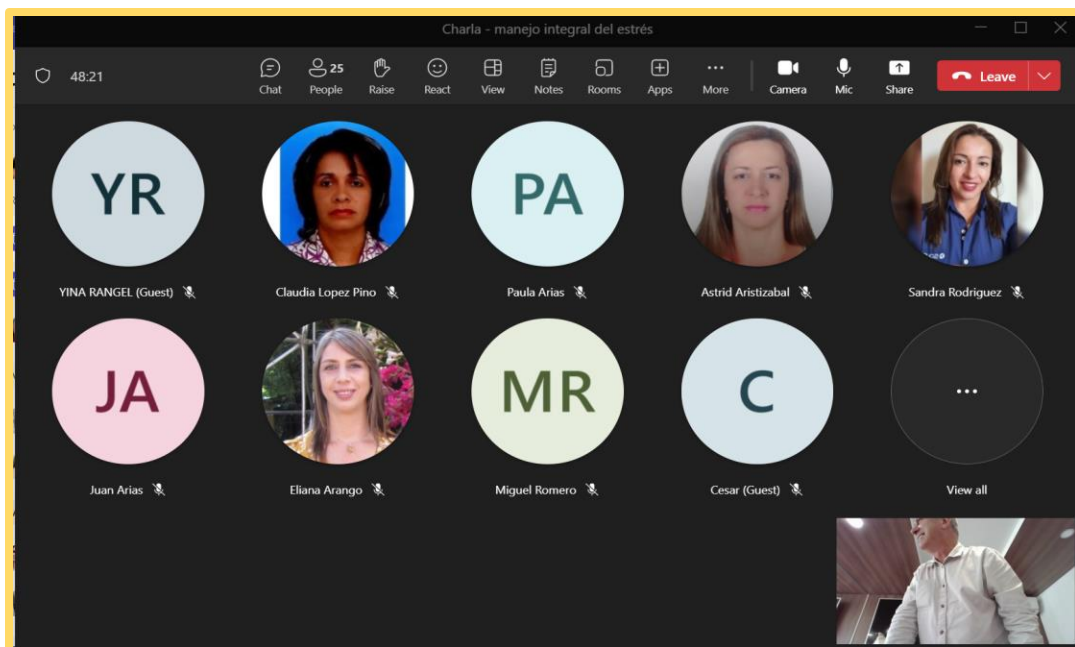 Charla - manejo integral del estrés
48:21
25
Chat People Raise React View Notes Rooms Apps More Camera Mic Share Leave
YR PA
YINA RANGEL (Guest) Claudia Lopez Pino Paula Arias Astrid Aristizabal Sandra Rodriguez
JA MR C
Juan Arias Eliana Arango Miguel Romero Cesar (Guest) View all